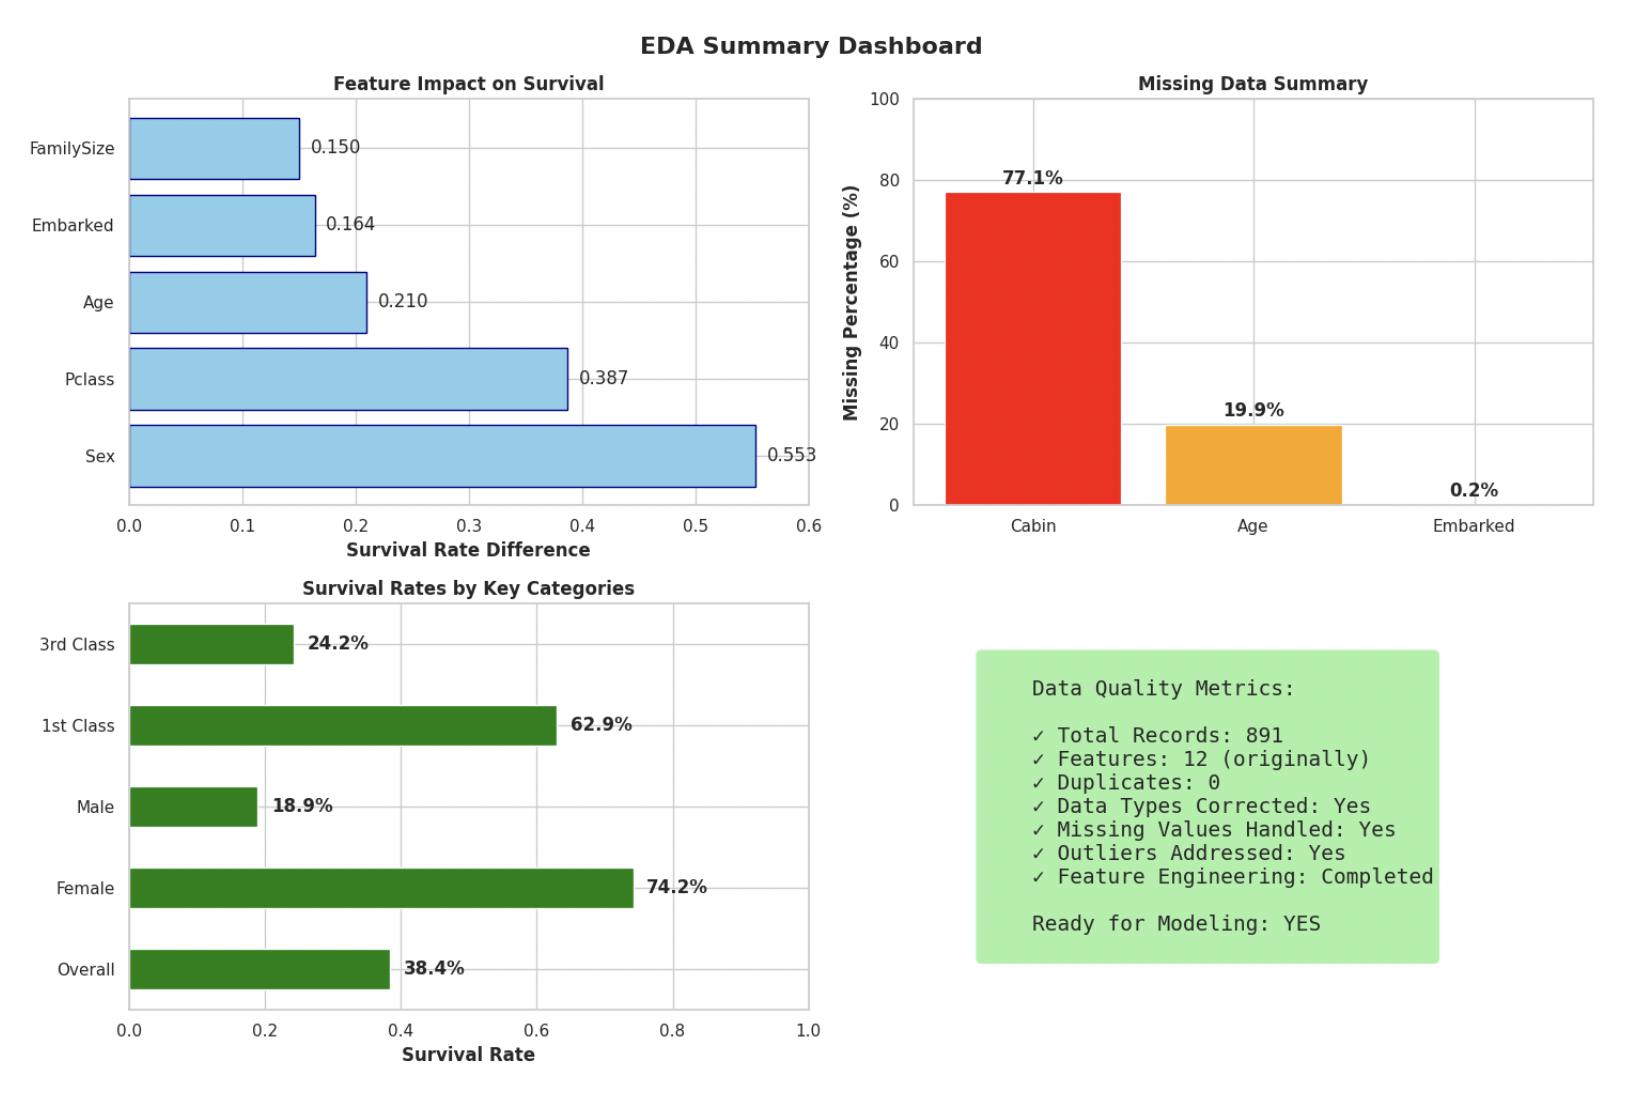 EDA Summary Dashboard
Feature Impact on Survival
FamilySize
0.150
Embarked
0.164
Age
0.210
Pclass
0.387
Sex
0.553
0.0 0.1 0.2 0.3 0.4 0.5 0.6
Survival Rate Difference
Missing Data Summary
Missing Percentage (%)
100
80
60
40
20
0
77.1%
19.9%
0.2%
Cabin Age Embarked
Survival Rates by Key Categories
3rd Class
24.2%
1st Class
62.9%
Male
18.9%
Female
74.2%
Overall
38.4%
0.0 0.2 0.4 0.6 0.8 1.0
Survival Rate
Data Quality Metrics:
✓ Total Records: 891
✓ Features: 12 (originally)
✓ Duplicates: 0
✓ Data Types Corrected: Yes
✓ Missing Values Handled: Yes
✓ Outliers Addressed: Yes
✓ Feature Engineering: Completed
Ready for Modeling: YES